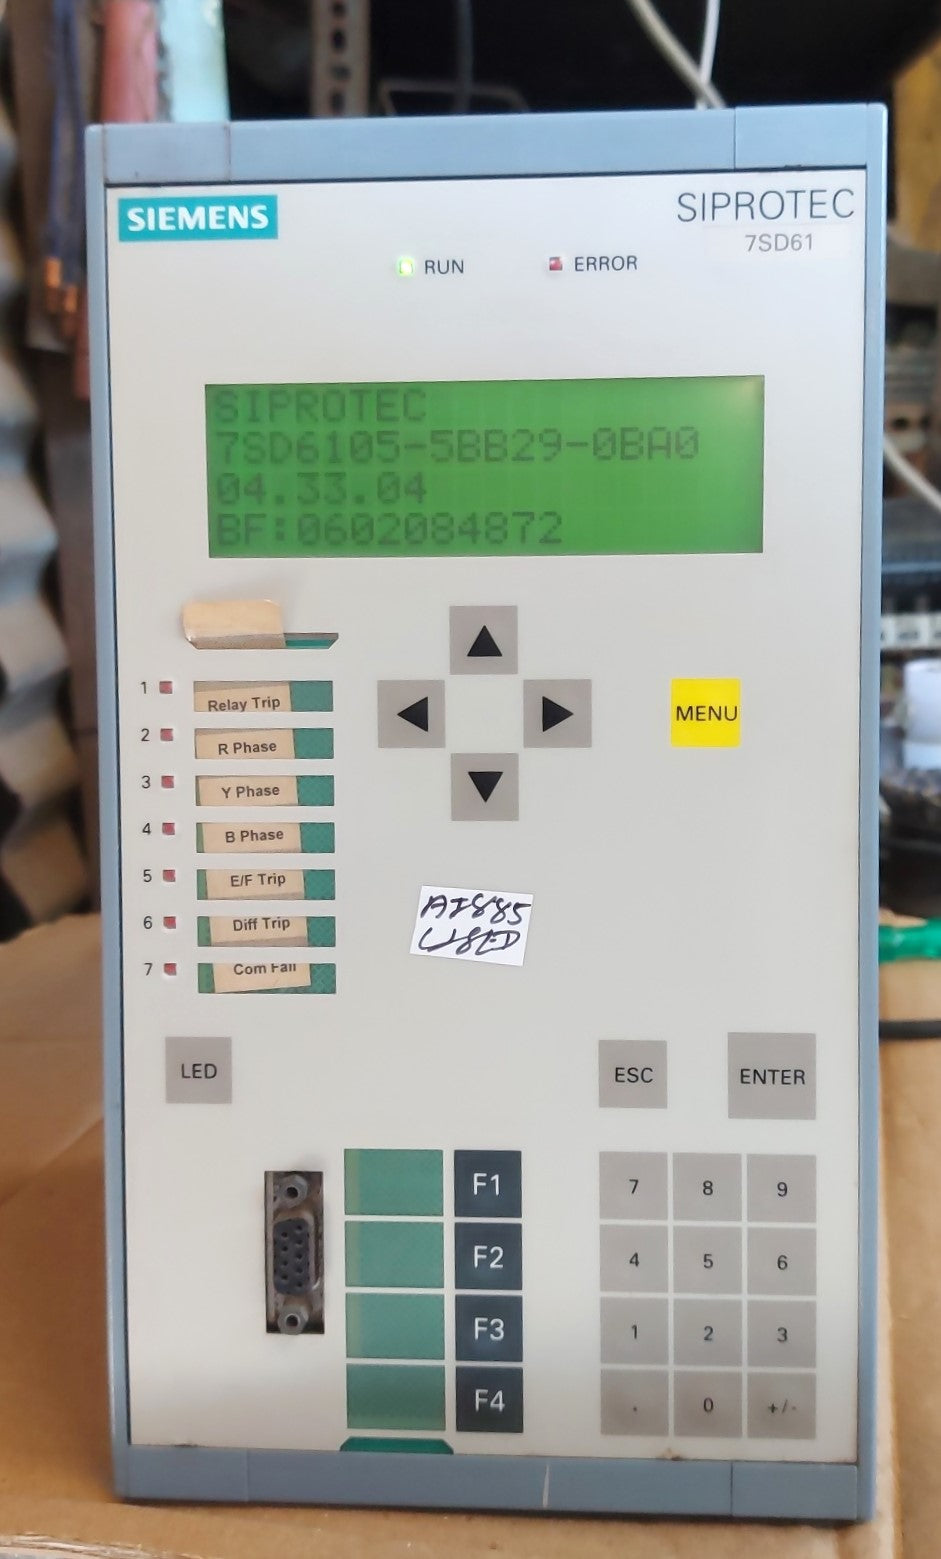 SIEMENS
SIPROTEC
7SD61
RUN
ERROR
SIPROTEC
7SD6105-5BB29-0BA0
04.33.04
BF:0602084872
1 Relay Trip
2 R Phase
3 Y Phase
4 B Phase
5 E/F Trip
6 Diff Trip
7 Com Fail
MENU
AI885
USED
LED
ESC
ENTER
F1
F2
F3
F4
7 8 9
4 5 6
1 2 3
. 0 +/-